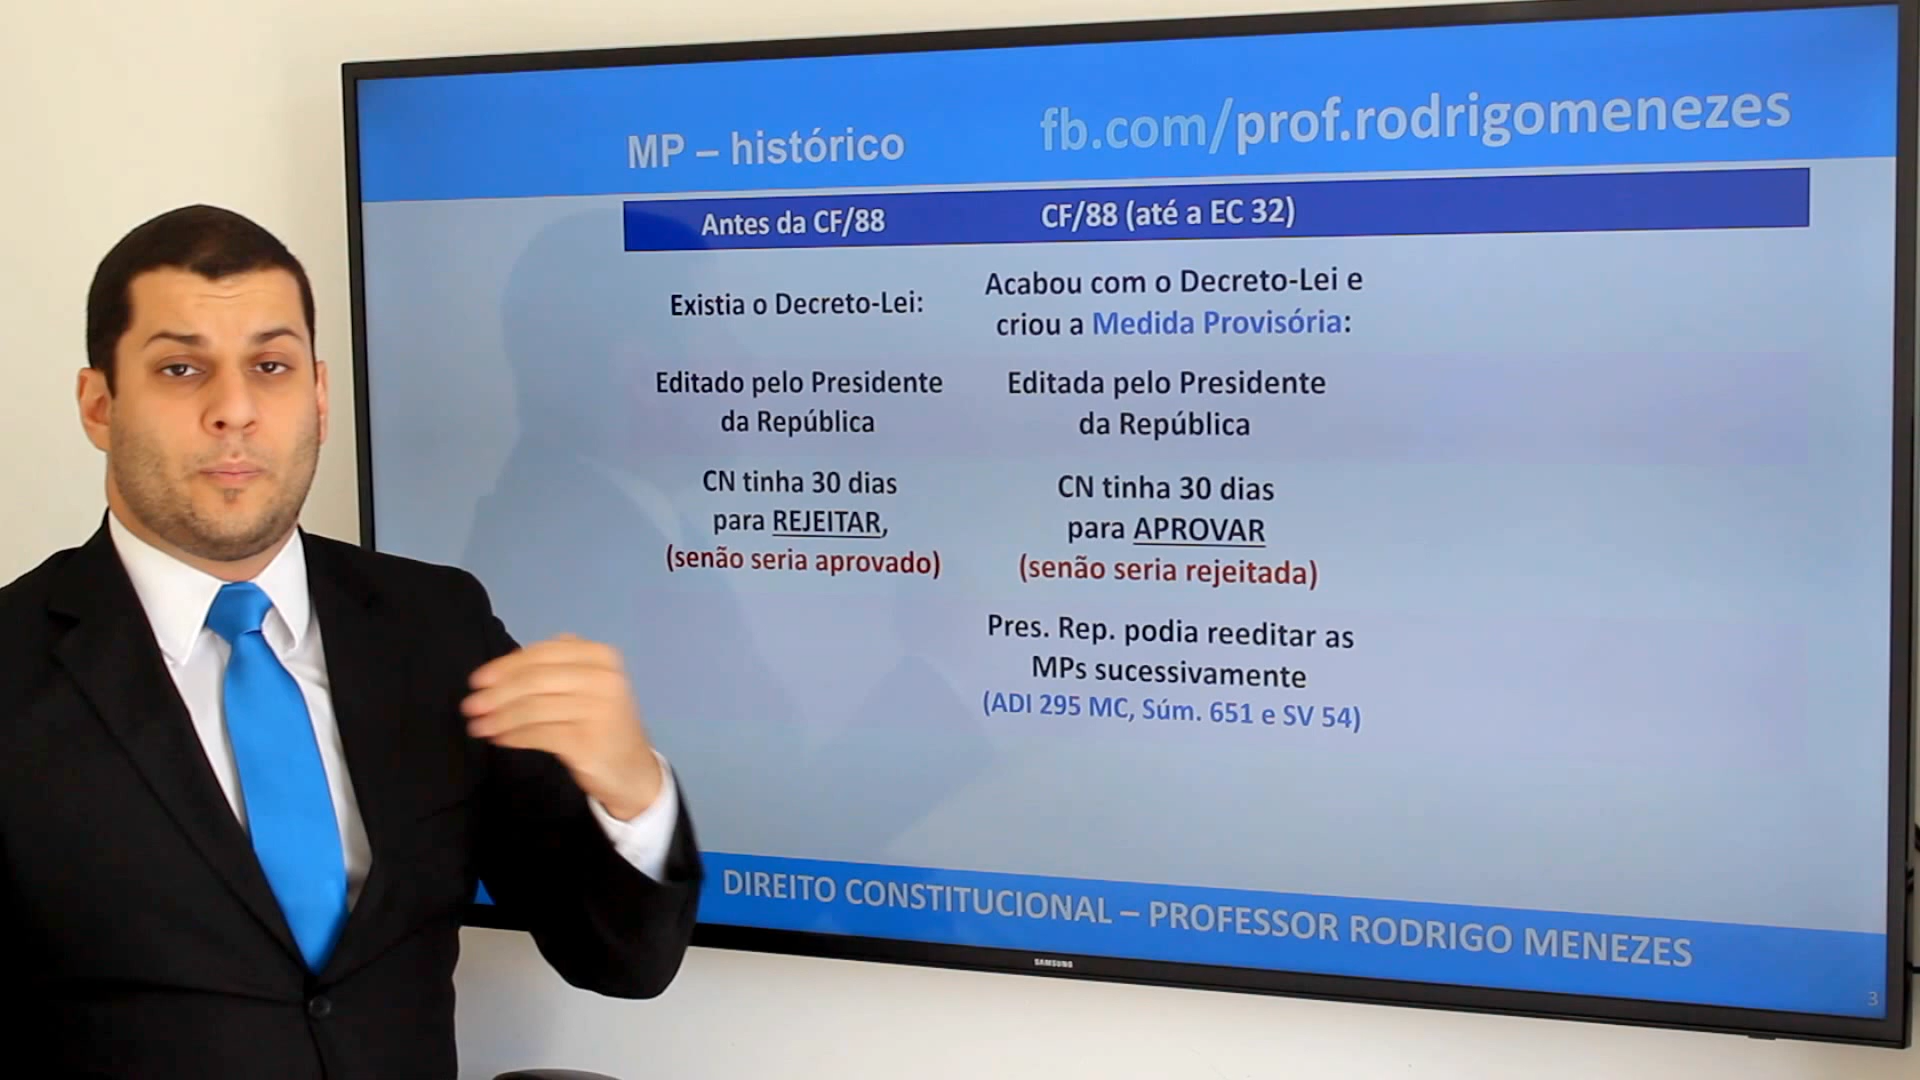 MP – histórico
fb.com/prof.rodrigomenezes
Antes da CF/88
CF/88 (até a EC 32)
Existia o Decreto-Lei:
Acabou com o Decreto-Lei e
criou a Medida Provisória:
Editado pelo Presidente
da República
Editada pelo Presidente
da República
CN tinha 30 dias
para REJEITAR,
(senão seria aprovado)
CN tinha 30 dias
para APROVAR
(senão seria rejeitada)
Pres. Rep. podia reeditar as
MPs sucessivamente
(ADI 295 MC, Súm. 651 e SV 54)
DIREITO CONSTITUCIONAL – PROFESSOR RODRIGO MENEZES
SAMSUNG
3